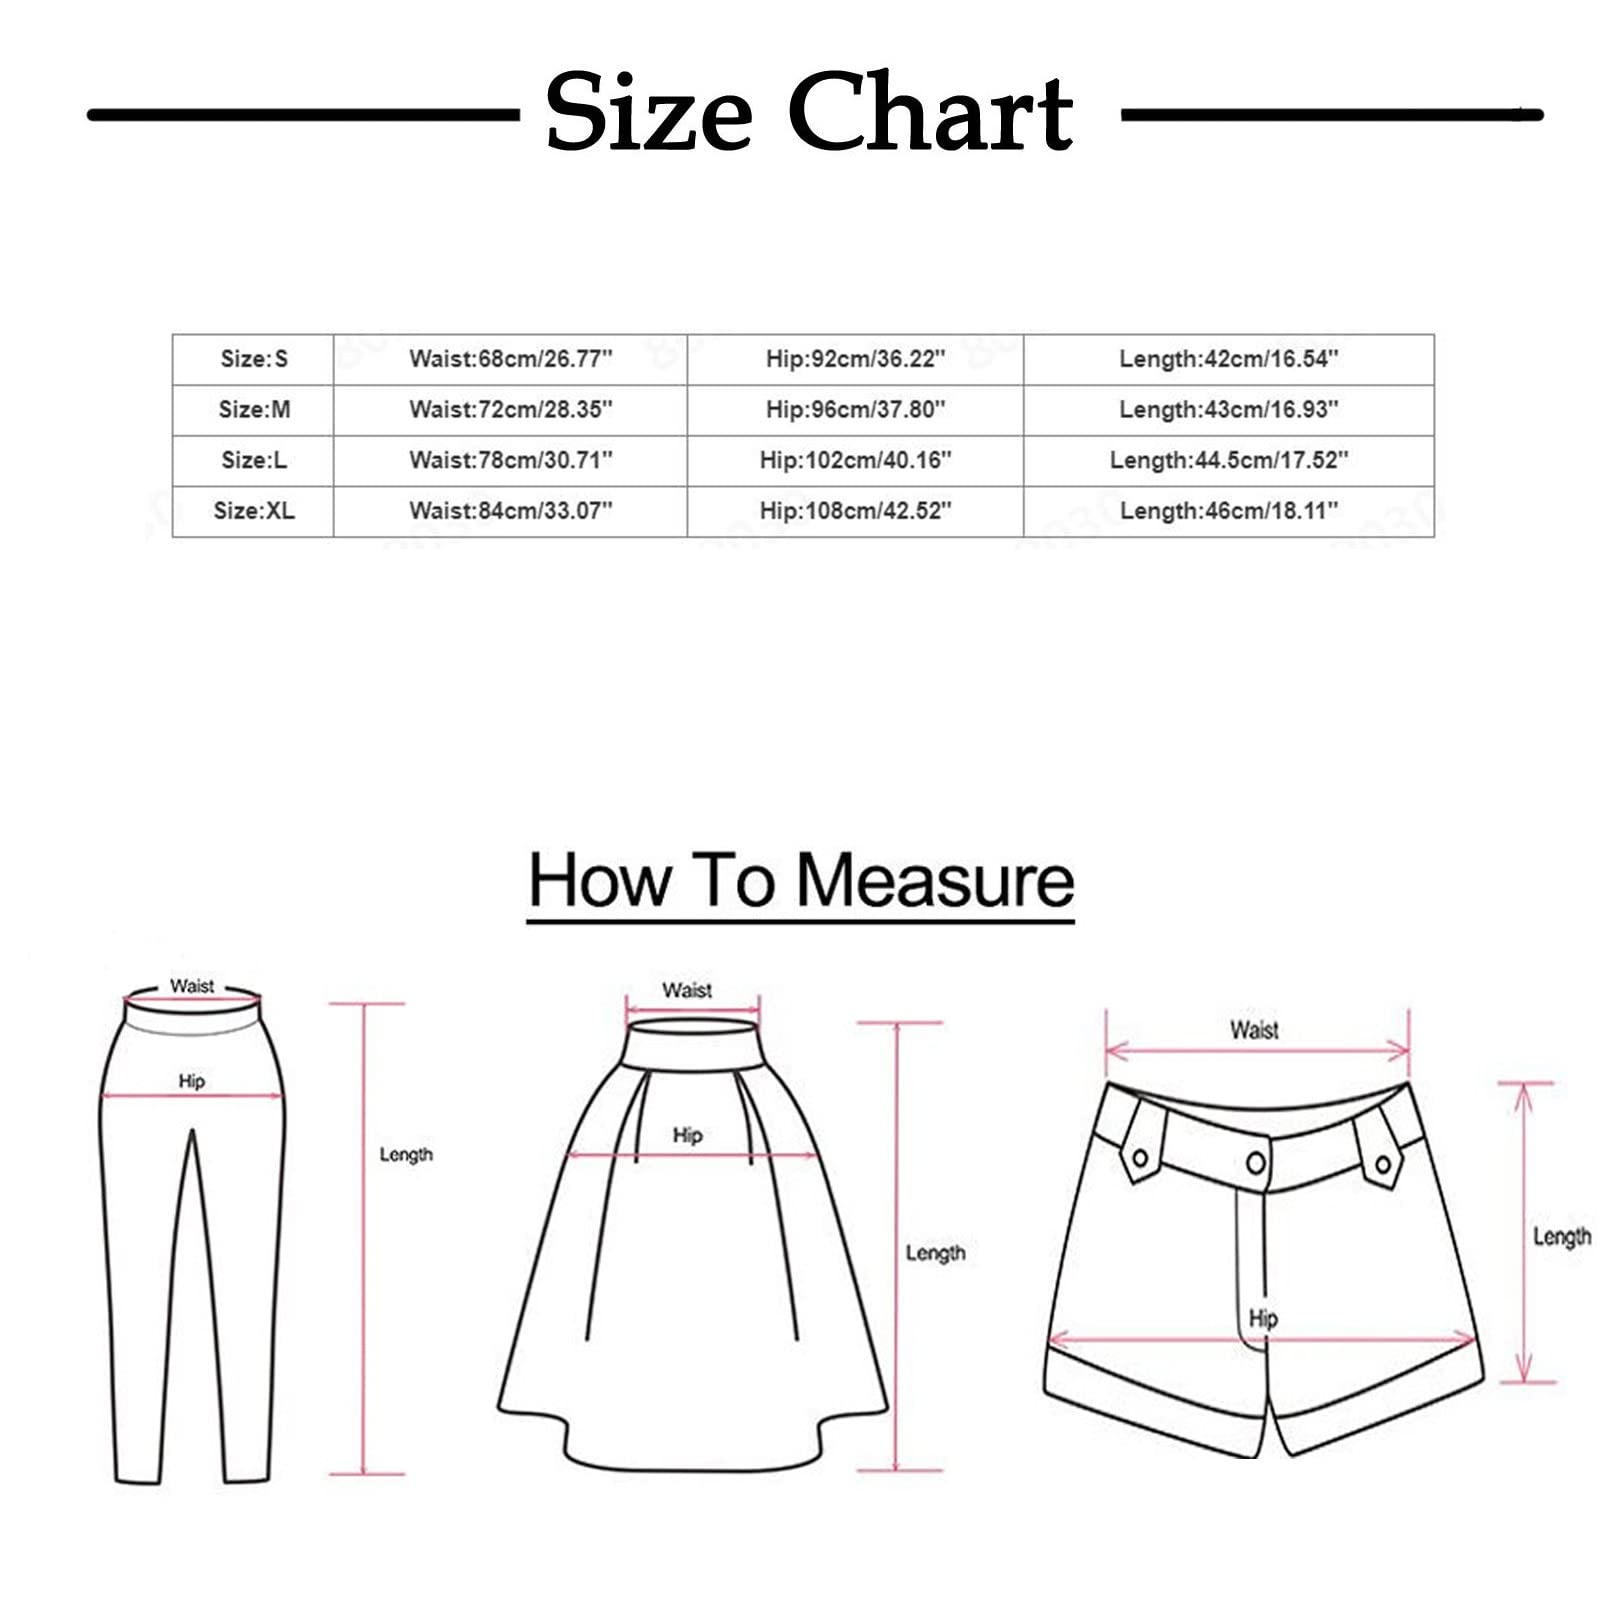 Size Chart
Size:S Waist:68cm/26.77" Hip:92cm/36.22" Length:42cm/16.54"
Size:M Waist:72cm/28.35" Hip:96cm/37.80" Length:43cm/16.93"
Size:L Waist:78cm/30.71" Hip:102cm/40.16" Length:44.5cm/17.52"
Size:XL Waist:84cm/33.07" Hip:108cm/42.52" Length:46cm/18.11"
How To Measure
Waist
Hip
Length
Waist
Hip
Length
Waist
Length
Hip